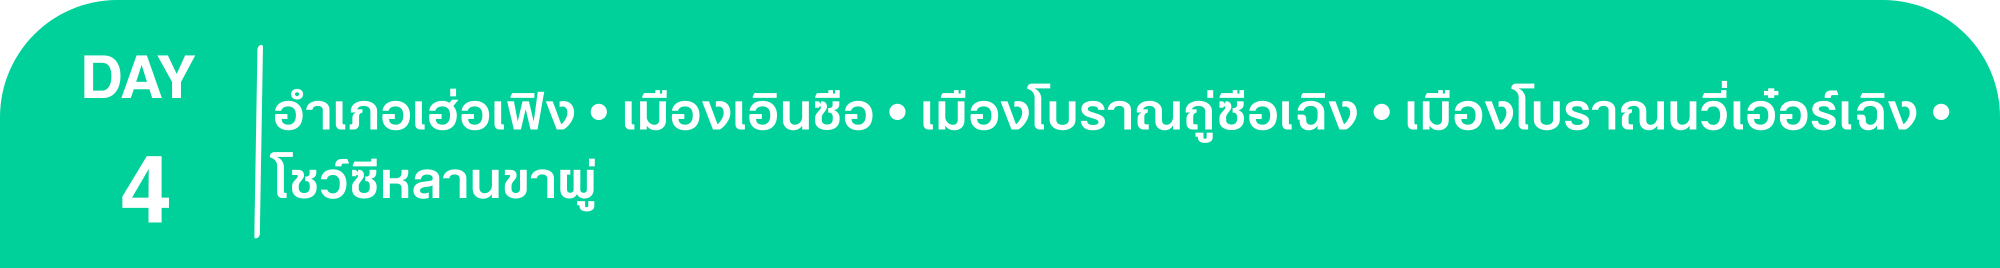 DAY
4
อำเภอเฮ่อเฟิง • เมืองเอินซือ • เมืองโบราณถู่ซือเฉิง • เมืองโบราณนวี่เอ๋อร์เฉิง •
โชว์ซีหลานขาผู่